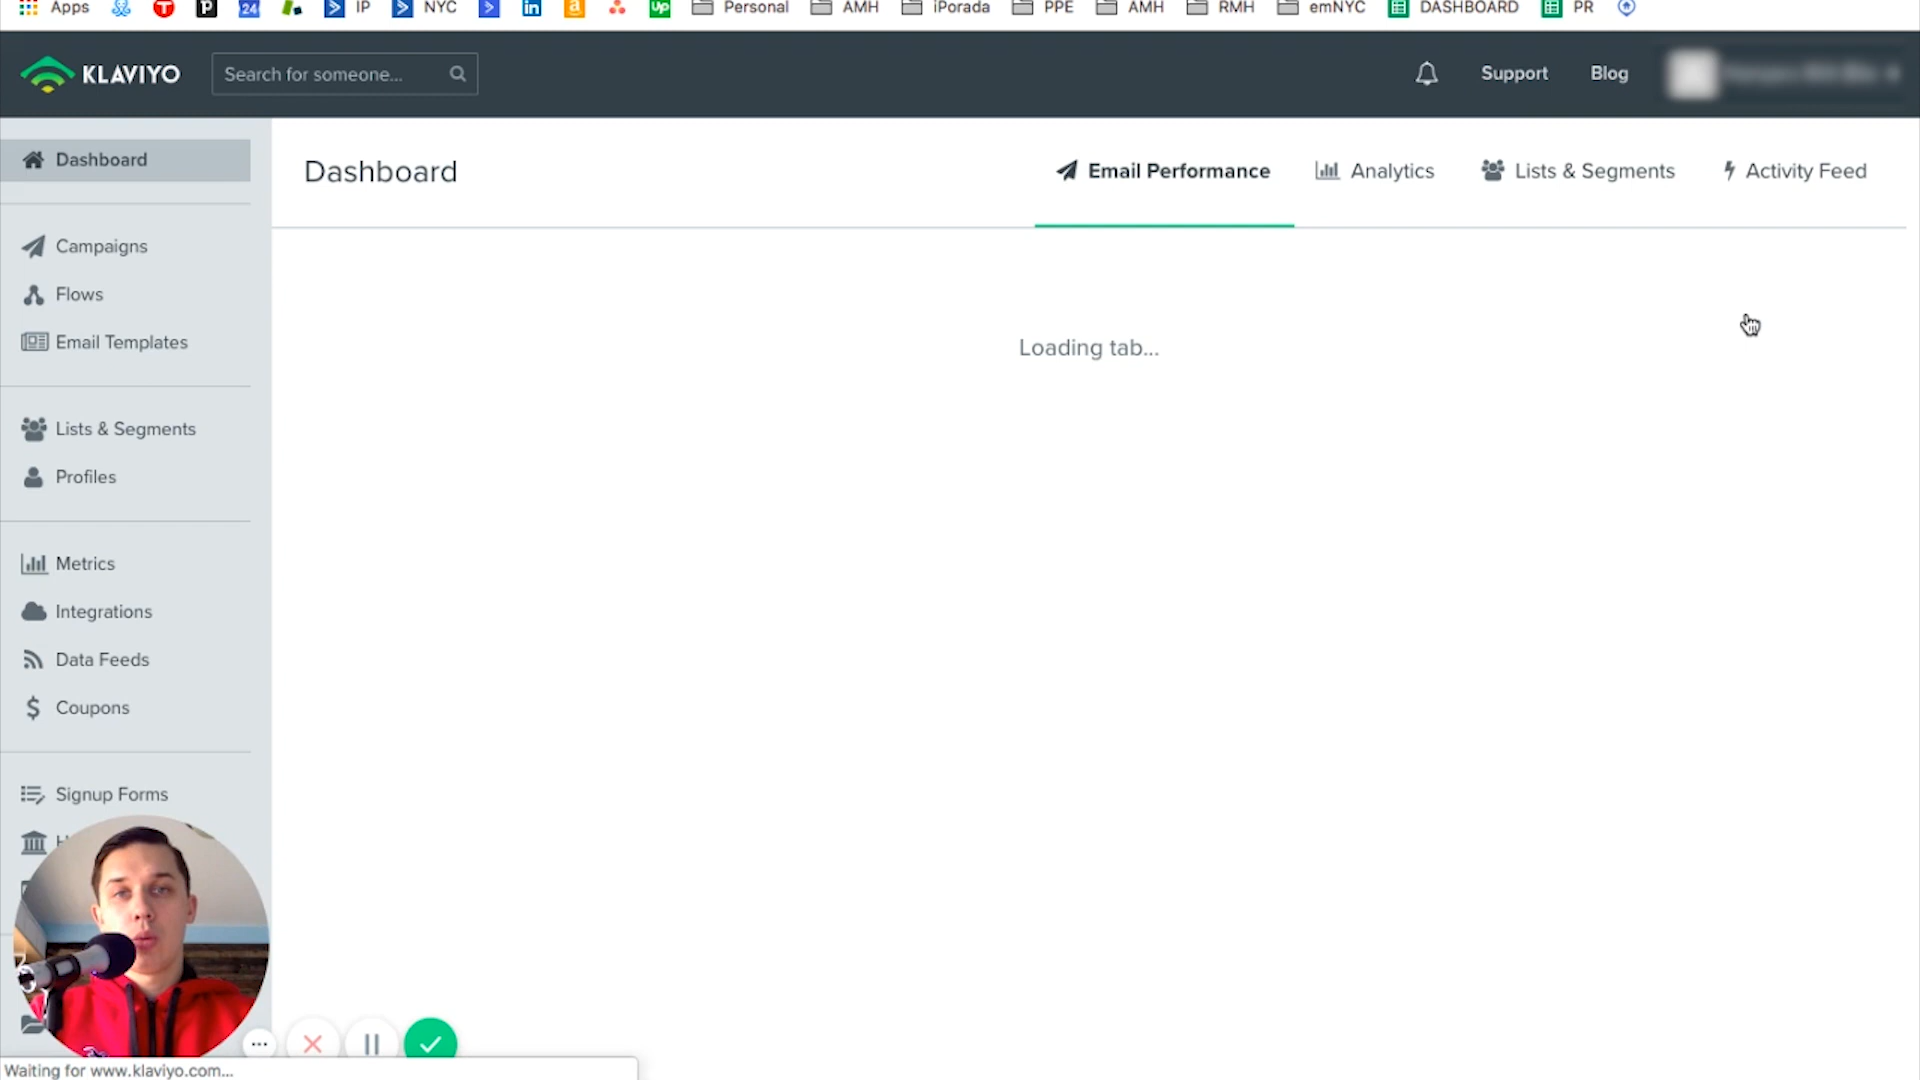 Apps IP NYC Personal AMH iPorada PPE AMH RMH emNYC DASHBOARD PR
24
up
KLAVIYO Search for someone... Support Blog
Dashboard
Dashboard Email Performance Analytics Lists & Segments Activity Feed
Campaigns
Flows
Email Templates
Loading tab...
Lists & Segments
Profiles
Metrics
Integrations
Data Feeds
$ Coupons
Signup Forms
Waiting for www.klaviyo.com...